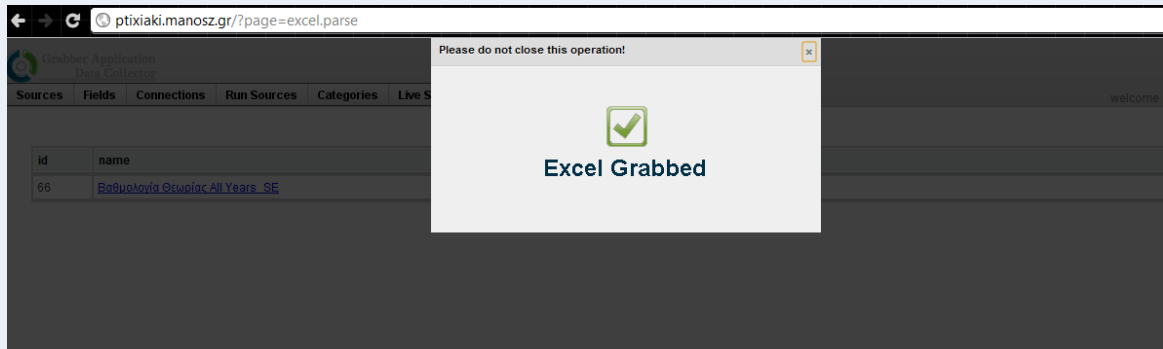 ptixiaki.manosz.gr/?page=excel.parse
Please do not close this operation!
Grabber Application
Data Collector
Sources Fields Connections Run Sources Categories Live S
welcome
Excel Grabbed
id name
66 Βαθμολογία Θεωρίας All Years_SE